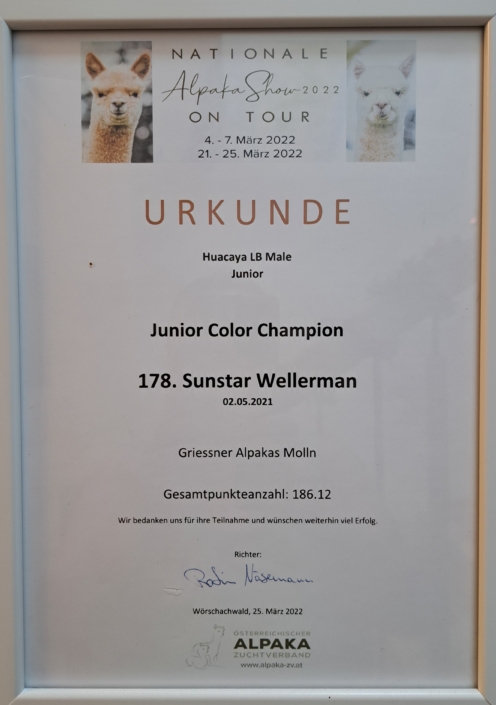 NATIONALE
AlpakaShow 2022
ON TOUR
4. - 7. März 2022
21. - 25. März 2022
URKUNDE
Huacaya LB Male
Junior
Junior Color Champion
178. Sunstar Wellerman
02.05.2021
Griessner Alpakas Molln
Gesamtpunkteanzahl: 186.12
Wir bedanken uns für ihre Teilnahme und wünschen weiterhin viel Erfolg.
Richter:
Wörschachwald, 25. März 2022
ÖSTERREICHISCHER
ALPAKA
ZUCHTVERBAND
www.alpaka-zv.at